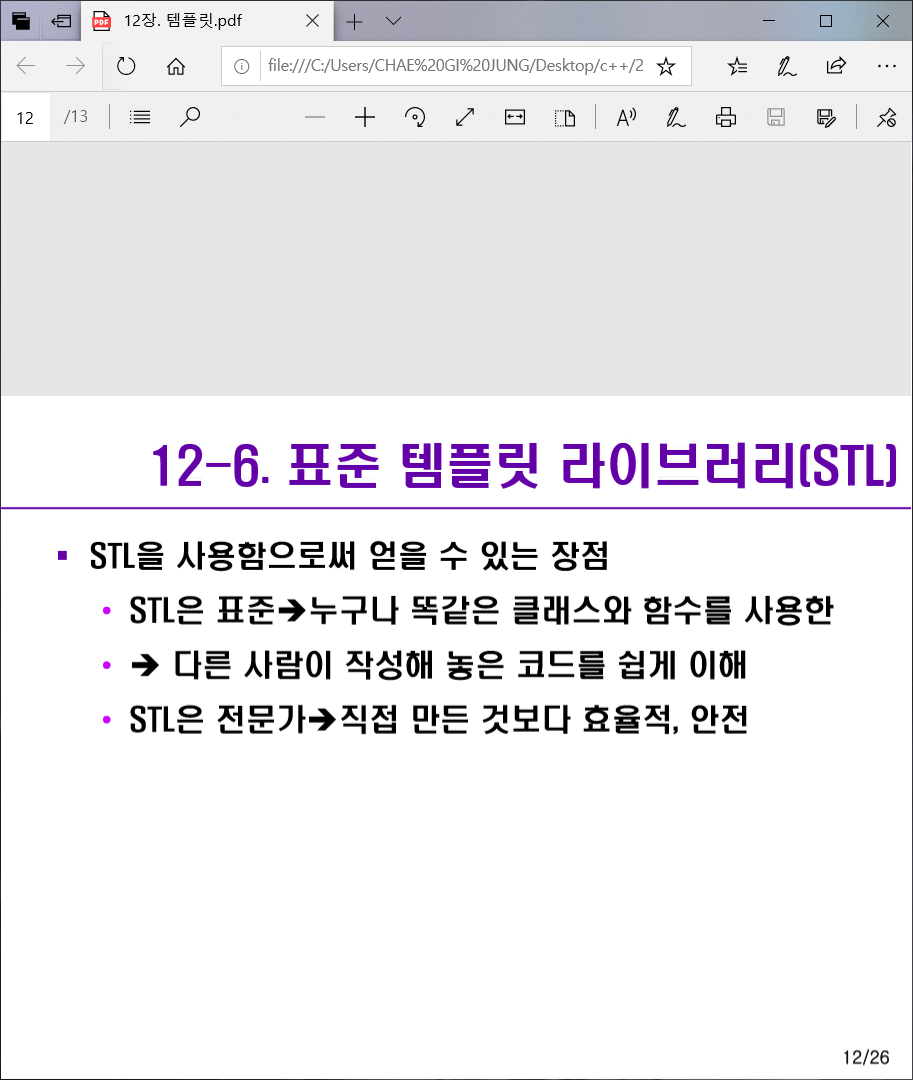 12장. 템플릿.pdf
file:///C:/Users/CHAE%20GI%20JUNG/Desktop/c++/2
12 /13
12-6. 표준 템플릿 라이브러리(STL)
STL을 사용함으로써 얻을 수 있는 장점
STL은 표준➔누구나 똑같은 클래스와 함수를 사용한
➔ 다른 사람이 작성해 놓은 코드를 쉽게 이해
STL은 전문가➔직접 만든 것보다 효율적, 안전
12/26